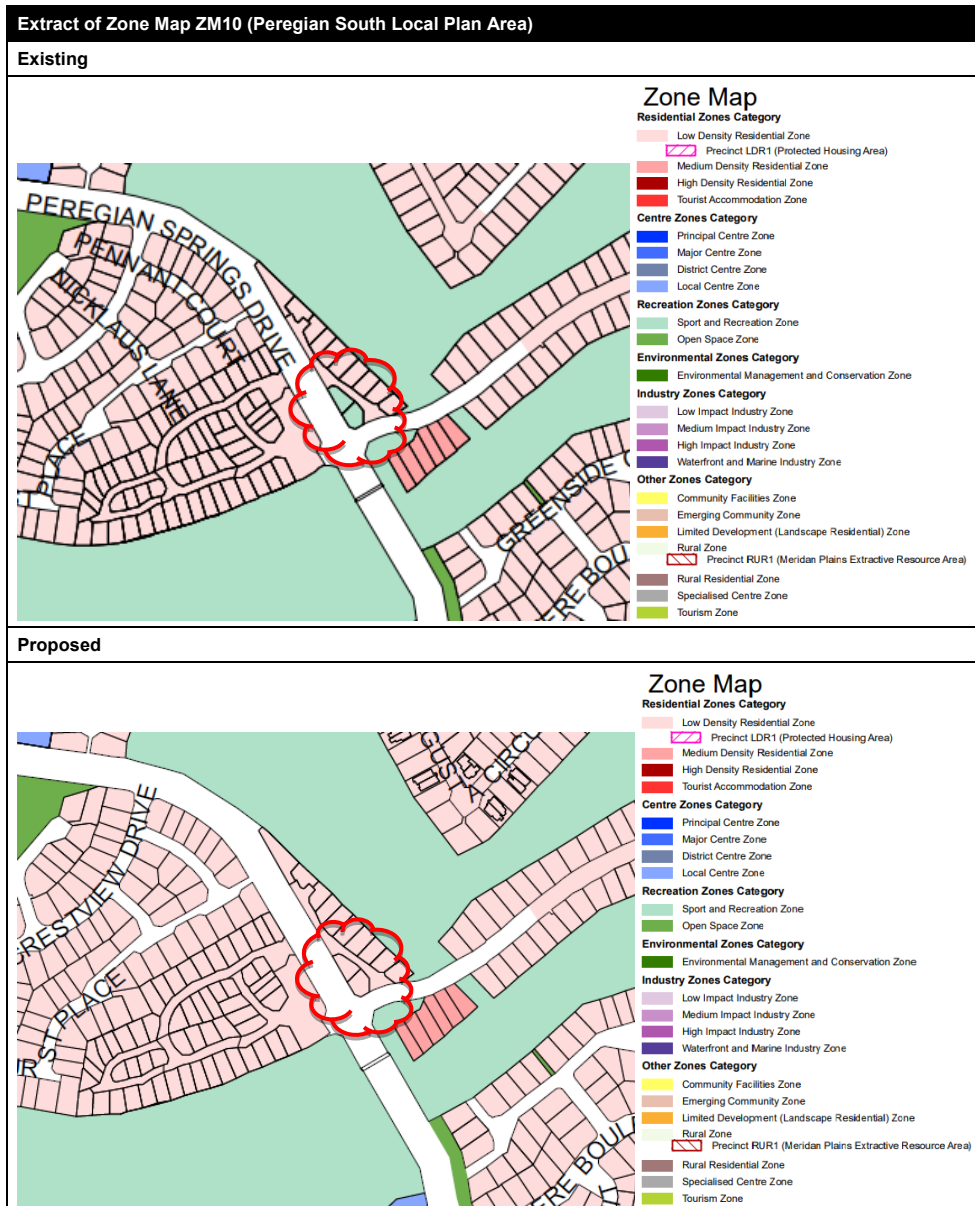 Extract of Zone Map ZM10 (Peregian South Local Plan Area)
Existing
Zone Map
Residential Zones Category
Low Density Residential Zone
Precinct LDR1 (Protected Housing Area)
Medium Density Residential Zone
High Density Residential Zone
Tourist Accommodation Zone
Centre Zones Category
Principal Centre Zone
Major Centre Zone
District Centre Zone
Local Centre Zone
Recreation Zones Category
Sport and Recreation Zone
Open Space Zone
Environmental Zones Category
Environmental Management and Conservation Zone
Industry Zones Category
Low Impact Industry Zone
Medium Impact Industry Zone
High Impact Industry Zone
Waterfront and Marine Industry Zone
Other Zones Category
Community Facilities Zone
Emerging Community Zone
Limited Development (Landscape Residential) Zone
Rural Zone
Precinct RUR1 (Meridan Plains Extractive Resource Area)
Rural Residential Zone
Specialised Centre Zone
Tourism Zone
PEREGIAN SPRINGS DRIVE
PENNANT COURT
NICKLAUS LANE
PLACE
GREENSIDE C
ERE BOU
Proposed
Zone Map
Residential Zones Category
Low Density Residential Zone
Precinct LDR1 (Protected Housing Area)
Medium Density Residential Zone
High Density Residential Zone
Tourist Accommodation Zone
Centre Zones Category
Principal Centre Zone
Major Centre Zone
District Centre Zone
Local Centre Zone
Recreation Zones Category
Sport and Recreation Zone
Open Space Zone
Environmental Zones Category
Environmental Management and Conservation Zone
Industry Zones Category
Low Impact Industry Zone
Medium Impact Industry Zone
High Impact Industry Zone
Waterfront and Marine Industry Zone
Other Zones Category
Community Facilities Zone
Emerging Community Zone
Limited Development (Landscape Residential) Zone
Rural Zone
Precinct RUR1 (Meridan Plains Extractive Resource Area)
Rural Residential Zone
Specialised Centre Zone
Tourism Zone
GUSTA CIRCU
CRESTVIEW DRIVE
RST PLACE
ERE BOUL